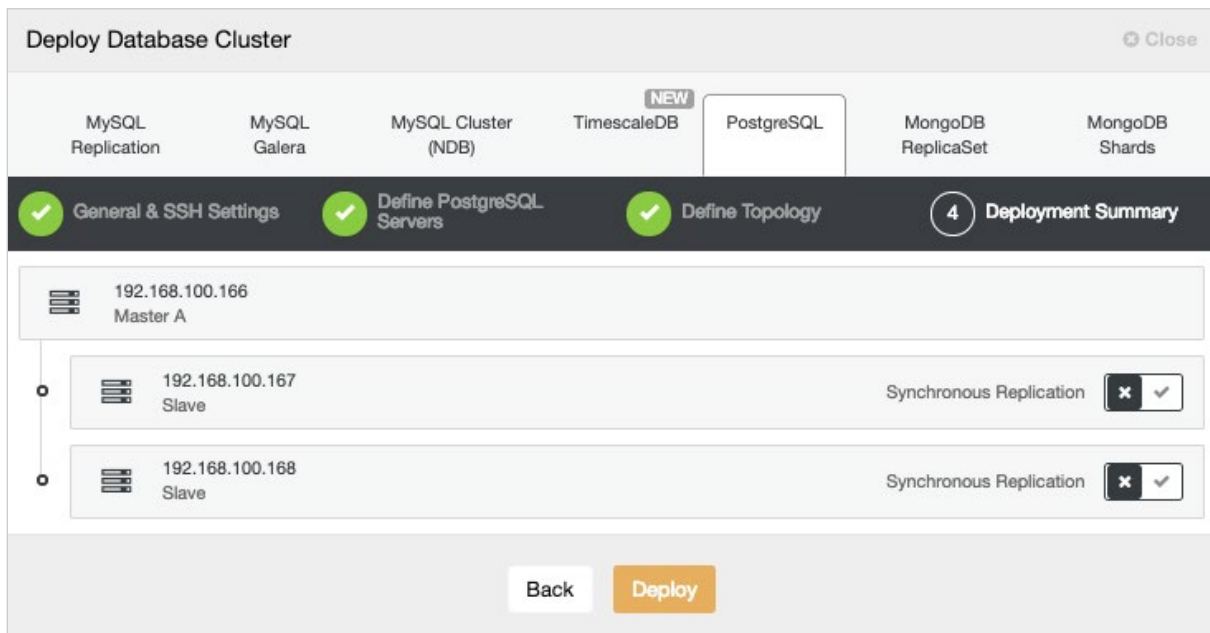 Deploy Database Cluster
Close
NEW
MySQL
Replication
MySQL
Galera
MySQL Cluster
(NDB)
TimescaleDB
PostgreSQL
MongoDB
ReplicaSet
MongoDB
Shards
General & SSH Settings
Define PostgreSQL
Servers
Define Topology
4 Deployment Summary
192.168.100.166
Master A
192.168.100.167
Slave
Synchronous Replication
192.168.100.168
Slave
Synchronous Replication
Back
Deploy